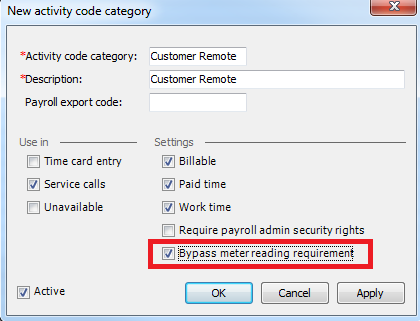 New activity code category
*Activity code category: Customer Remote
*Description: Customer Remote
Payroll export code:
Use in Settings
Time card entry Billable
Service calls Paid time
Unavailable Work time
Require payroll admin security rights
Bypass meter reading requirement
Active OK Cancel Apply